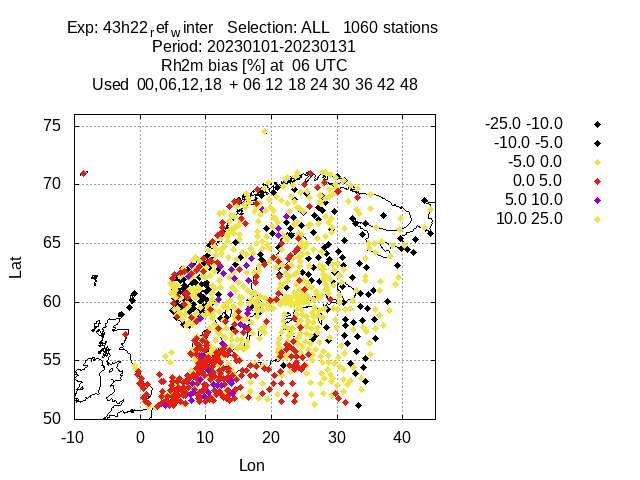 Exp: 43h22refwinter Selection: ALL 1060 stations
Period: 20230101-20230131
Rh2m bias [%] at 06 UTC
Used 00,06,12,18 + 06 12 18 24 30 36 42 48
-25.0 -10.0
-10.0 -5.0
-5.0 0.0
0.0 5.0
5.0 10.0
10.0 25.0
75
70
65
60
55
50
Lat
-10 0 10 20 30 40
Lon